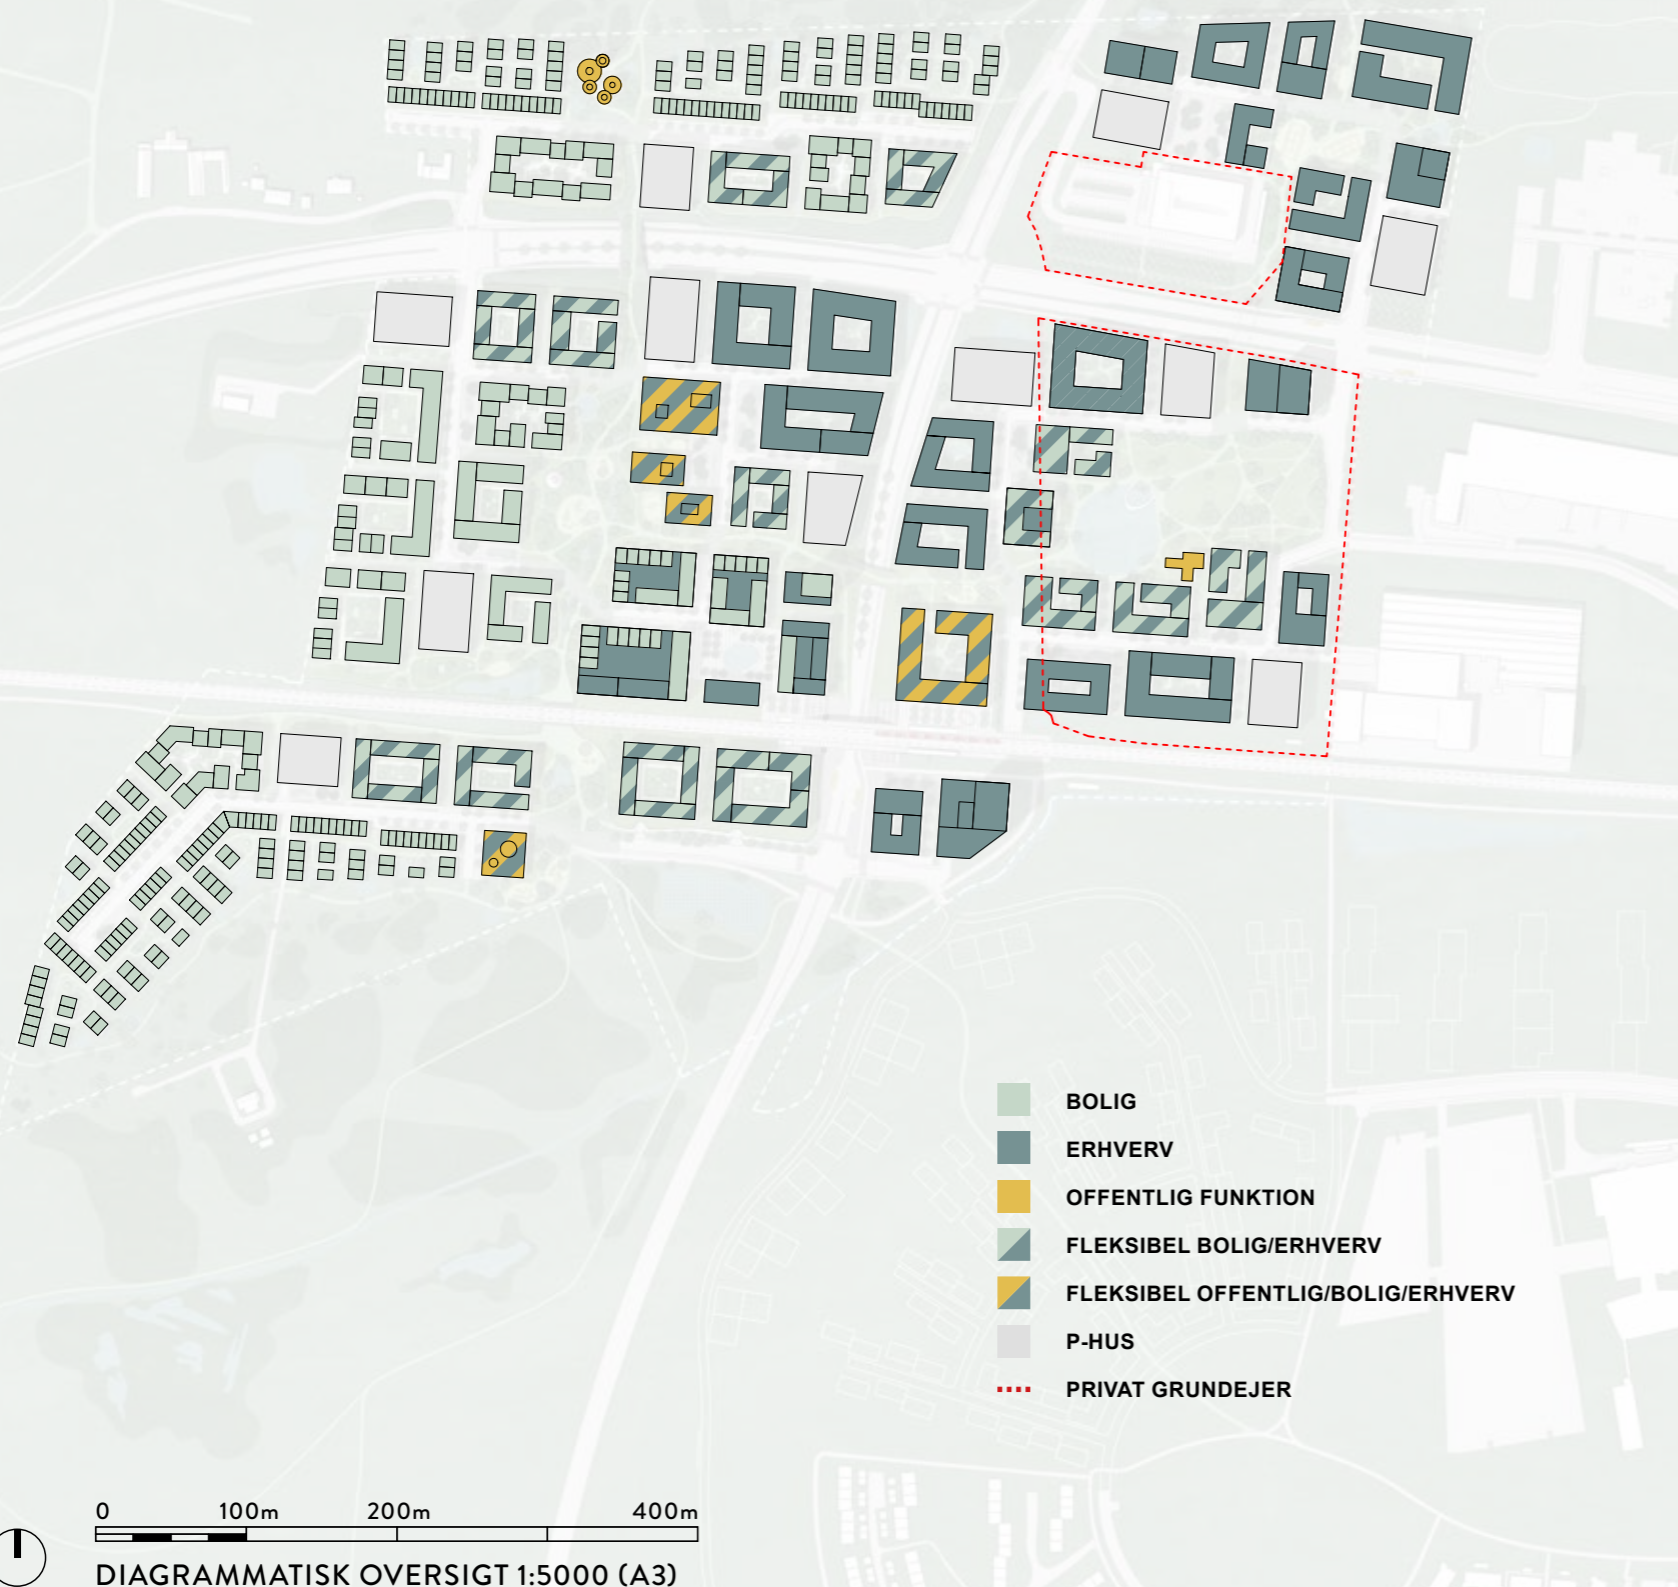 BOLIG
ERHVERV
OFFENTLIG FUNKTION
FLEKSIBEL BOLIG/ERHVERV
FLEKSIBEL OFFENTLIG/BOLIG/ERHVERV
P-HUS
PRIVAT GRUNDEJER
0 100m 200m 400m
DIAGRAMMATISK OVERSIGT 1:5000 (A3)